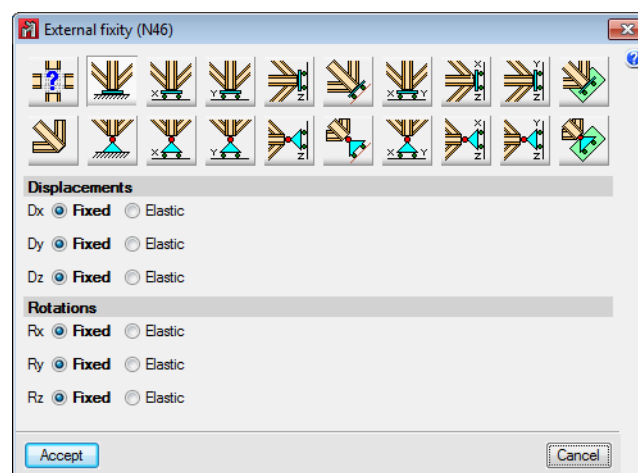 External fixity (N46)
?
?
X Y Z X Y X Z Y Z
X Y Z X Y X Z Y Z
Displacements
Dx Fixed Elastic
Dy Fixed Elastic
Dz Fixed Elastic
Rotations
Rx Fixed Elastic
Ry Fixed Elastic
Rz Fixed Elastic
Accept Cancel